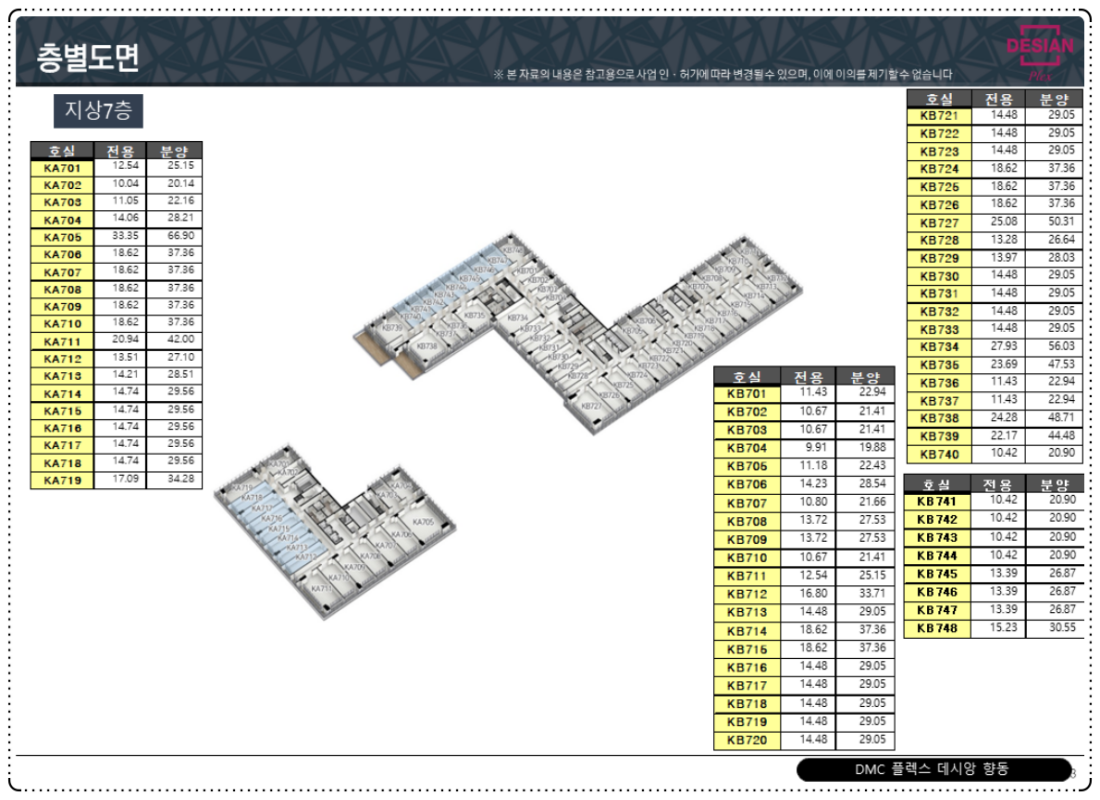 층별도면
※ 본 자료의 내용은 참고용으로 사업 인·허가에 따라 변경될 수 있으며, 이에 이의를 제기할 수 없습니다
DESIAN
Plex
지상7층
호실 전용 분양
KA701 12.54 25.15
KA702 10.04 20.14
KA703 11.05 22.16
KA704 14.06 28.21
KA705 33.35 66.90
KA706 18.62 37.36
KA707 18.62 37.36
KA708 18.62 37.36
KA709 18.62 37.36
KA710 18.62 37.36
KA711 20.94 42.00
KA712 13.51 27.10
KA713 14.21 28.51
KA714 14.74 29.56
KA715 14.74 29.56
KA716 14.74 29.56
KA717 14.74 29.56
KA718 14.74 29.56
KA719 17.09 34.28
호실 전용 분양
KB701 11.43 22.94
KB702 10.67 21.41
KB703 10.67 21.41
KB704 9.91 19.88
KB705 11.18 22.43
KB706 14.23 28.54
KB707 10.80 21.66
KB708 13.72 27.53
KB709 13.72 27.53
KB710 10.67 21.41
KB711 12.54 25.15
KB712 16.80 33.71
KB713 14.48 29.05
KB714 18.62 37.36
KB715 18.62 37.36
KB716 14.48 29.05
KB717 14.48 29.05
KB718 14.48 29.05
KB719 14.48 29.05
KB720 14.48 29.05
호실 전용 분양
KB721 14.48 29.05
KB722 14.48 29.05
KB723 14.48 29.05
KB724 18.62 37.36
KB725 18.62 37.36
KB726 18.62 37.36
KB727 25.08 50.31
KB728 13.28 26.64
KB729 13.97 28.03
KB730 14.48 29.05
KB731 14.48 29.05
KB732 14.48 29.05
KB733 14.48 29.05
KB734 27.93 56.03
KB735 23.69 47.53
KB736 11.43 22.94
KB737 11.43 22.94
KB738 24.28 48.71
KB739 22.17 44.48
KB740 10.42 20.90
호실 전용 분양
KB741 10.42 20.90
KB742 10.42 20.90
KB743 10.42 20.90
KB744 10.42 20.90
KB745 13.39 26.87
KB746 13.39 26.87
KB747 13.39 26.87
KB748 15.23 30.55
KB739
KB738
KB735
KB734
KB727
KB726
KB725
KA705
KA711
DMC 플렉스 데시앙 향동